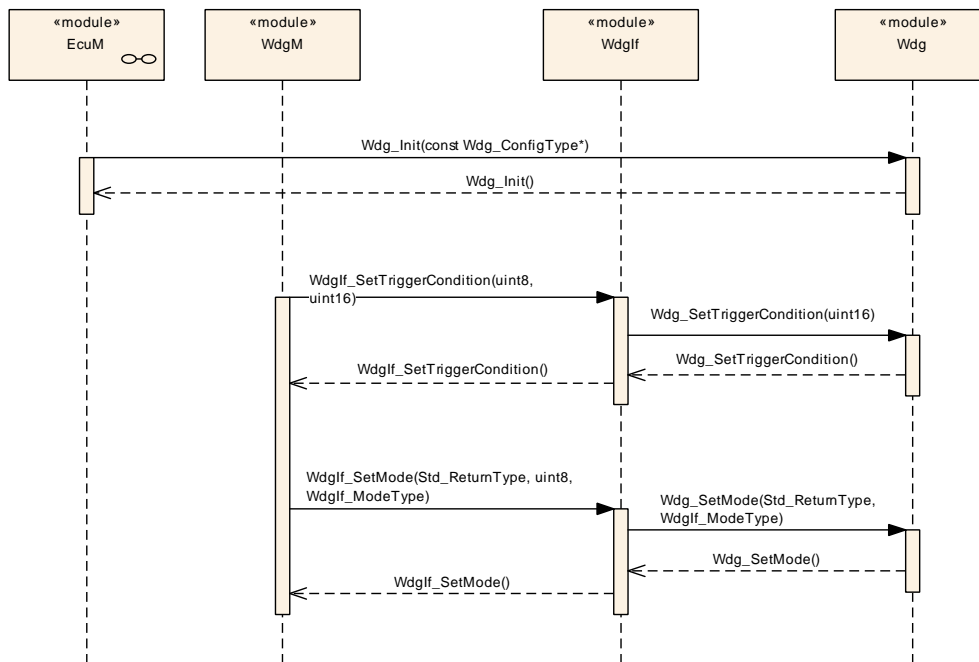 «module»
EcuM
«module»
WdgM
«module»
WdgIf
«module»
Wdg
Wdg_Init(const Wdg_ConfigType*)
Wdg_Init()
WdgIf_SetTriggerCondition(uint8,
uint16)
Wdg_SetTriggerCondition(uint16)
Wdg_SetTriggerCondition()
WdgIf_SetTriggerCondition()
WdgIf_SetMode(Std_ReturnType, uint8,
WdgIf_ModeType)
Wdg_SetMode(Std_ReturnType,
WdgIf_ModeType)
Wdg_SetMode()
WdgIf_SetMode()